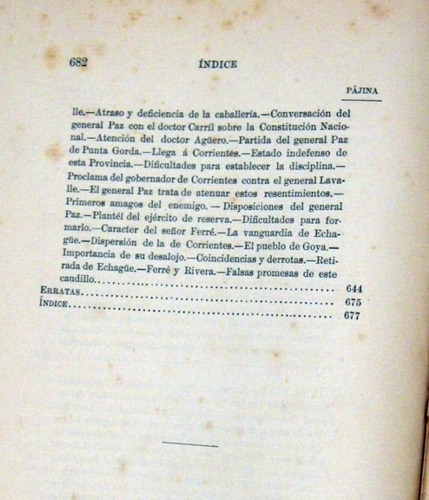 682 ÍNDICE
PÁJINA
lle.—Atraso y deficiencia de la caballería.—Conversación del
general Paz con el doctor Carríl sobre la Constitución Nacio-
nal.—Atención del doctor Agüero.—Partida del general Paz
de Punta Gorda.—Llega á Corrientes.—Estado indefenso de
esta Provincia.—Dificultades para establecer la disciplina.—
Proclama del gobernador de Corrientes contra el general Lava-
lle.—El general Paz trata de atenuar estos resentimientos.—
Primeros amagos del enemigo.—Disposiciones del general
Paz.—Plantél del ejército de reserva.—Dificultades para for-
marlo.—Caracter del señor Ferré.—La vanguardia de Echa-
güe.—Dispersión de la de Corrientes.—El pueblo de Goya.—
Importancia de su desalojo.—Coincidencias y derrotas.—Reti-
rada de Echagüe.—Ferré y Rivera.—Falsas promesas de este
caudillo.................................................. 644
ERRATAS.................................................. 675
ÍNDICE.................................................... 677